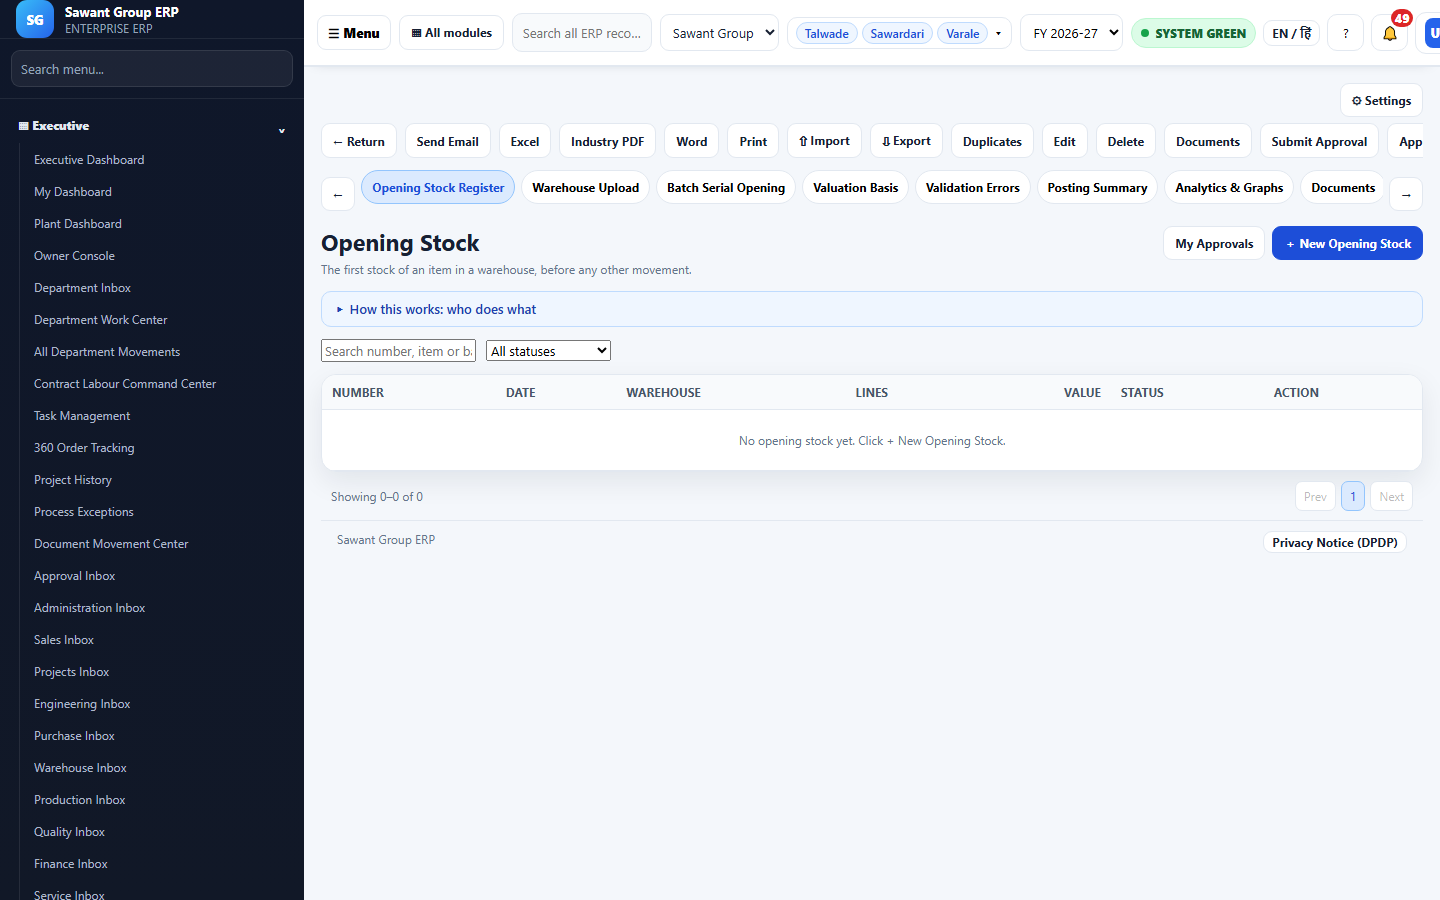 SG
Sawant Group ERP
ENTERPRISE ERP
Search menu...
Executive
Executive Dashboard
My Dashboard
Plant Dashboard
Owner Console
Department Inbox
Department Work Center
All Department Movements
Contract Labour Command Center
Task Management
360 Order Tracking
Project History
Process Exceptions
Document Movement Center
Approval Inbox
Administration Inbox
Sales Inbox
Projects Inbox
Engineering Inbox
Purchase Inbox
Warehouse Inbox
Production Inbox
Quality Inbox
Finance Inbox
Service Inbox
☰ Menu All modules Search all ERP reco... Sawant Group Talwade Sawardari Varale FY 2026-27 SYSTEM GREEN EN / हिं ? 49 U
⚙ Settings
← Return Send Email Excel Industry PDF Word Print ⇧ Import ⇩ Export Duplicates Edit Delete Documents Submit Approval App
← Opening Stock Register Warehouse Upload Batch Serial Opening Valuation Basis Validation Errors Posting Summary Analytics & Graphs Documents →
Opening Stock
My Approvals + New Opening Stock
The first stock of an item in a warehouse, before any other movement.
▸ How this works: who does what
Search number, item or ba All statuses
NUMBER DATE WAREHOUSE LINES VALUE STATUS ACTION
No opening stock yet. Click + New Opening Stock.
Showing 0–0 of 0
Prev 1 Next
Sawant Group ERP
Privacy Notice (DPDP)